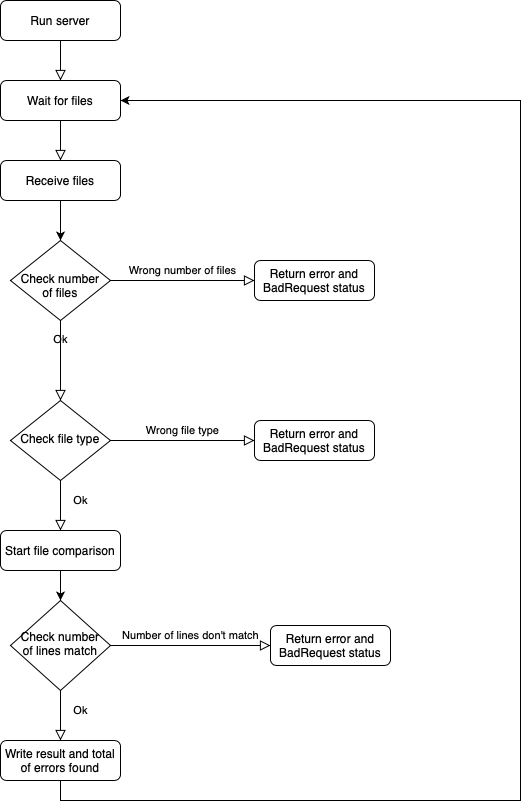 Run server
Wait for files
Receive files
Check number
of files
Wrong number of files
Return error and
BadRequest status
Ok
Check file type
Wrong file type
Return error and
BadRequest status
Ok
Start file comparison
Check number
of lines match
Number of lines don't match
Return error and
BadRequest status
Ok
Write result and total
of errors found